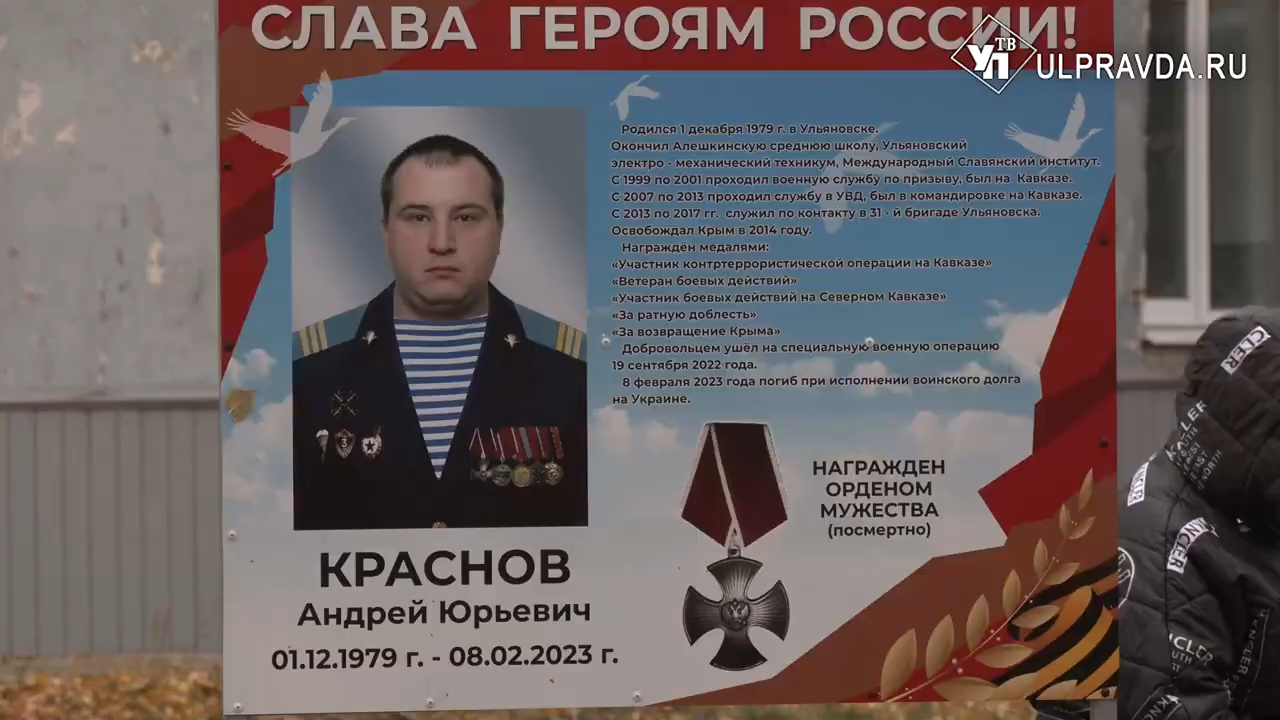 СЛАВА ГЕРОЯМ РОССИИ!
УП ТВ
ULPRAVDA.RU
Родился 1 декабря 1979 г. в Ульяновске.
Окончил Алешкинскую среднюю школу, Ульяновский
электро - механический техникум, Международный Славянский институт.
С 1999 по 2001 проходил военную службу по призыву, был на Кавказе.
С 2007 по 2013 проходил службу в УВД, был в командировке на Кавказе.
С 2013 по 2017 гг. служил по контакту в 31 - й бригаде Ульяновска.
Освобождал Крым в 2014 году.
Награжден медалями:
«Участник контртеррористической операции на Кавказе»
«Ветеран боевых действий»
«Участник боевых действий на Северном Кавказе»
«За ратную доблесть»
«За возвращение Крыма»
Добровольцем ушёл на специальную военную операцию
19 сентября 2022 года.
8 февраля 2023 года погиб при исполнении воинского долга
на Украине.
НАГРАЖДЕН
ОРДЕНОМ
МУЖЕСТВА
(посмертно)
КРАСНОВ
Андрей Юрьевич
01.12.1979 г. - 08.02.2023 г.